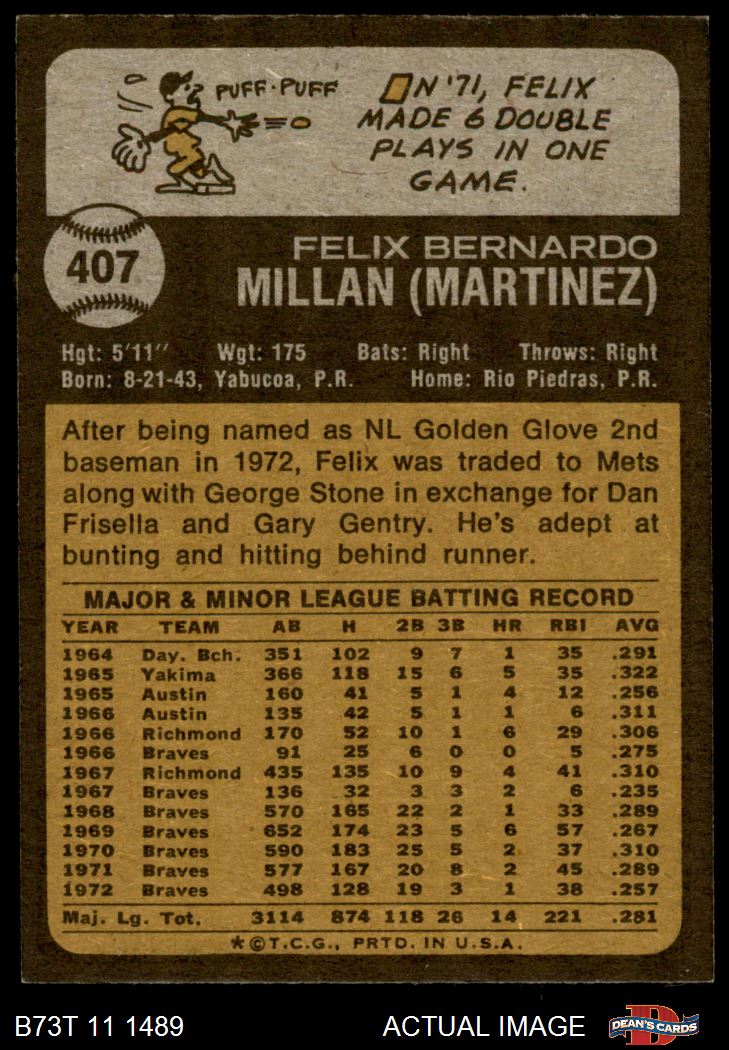 PUFF·PUFF
IN '71, FELIX
MADE 6 DOUBLE
PLAYS IN ONE
GAME.
407
FELIX BERNARDO
MILLAN (MARTINEZ)
Hgt: 5'11" Wgt: 175 Bats: Right Throws: Right
Born: 8-21-43, Yabucoa, P.R. Home: Rio Piedras, P.R.
After being named as NL Golden Glove 2nd
baseman in 1972, Felix was traded to Mets
along with George Stone in exchange for Dan
Frisella and Gary Gentry. He's adept at
bunting and hitting behind runner.
MAJOR & MINOR LEAGUE BATTING RECORD
YEAR TEAM AB H 2B 3B HR RBI AVG
1964 Day. Bch. 351 102 9 7 1 35 .291
1965 Yakima 366 118 15 6 5 35 .322
1965 Austin 160 41 5 1 4 12 .256
1966 Austin 135 42 5 1 1 6 .311
1966 Richmond 170 52 10 1 6 29 .306
1966 Braves 91 25 6 0 0 5 .275
1967 Richmond 435 135 10 9 4 41 .310
1967 Braves 136 32 3 3 2 6 .235
1968 Braves 570 165 22 2 1 33 .289
1969 Braves 652 174 23 5 6 57 .267
1970 Braves 590 183 25 5 2 37 .310
1971 Braves 577 167 20 8 2 45 .289
1972 Braves 498 128 19 3 1 38 .257
Maj. Lg. Tot. 3114 874 118 26 14 221 .281
*©T.C.G., PRTD. IN U.S.A.
B73T 11 1489 ACTUAL IMAGE D DEAN'S CARDS